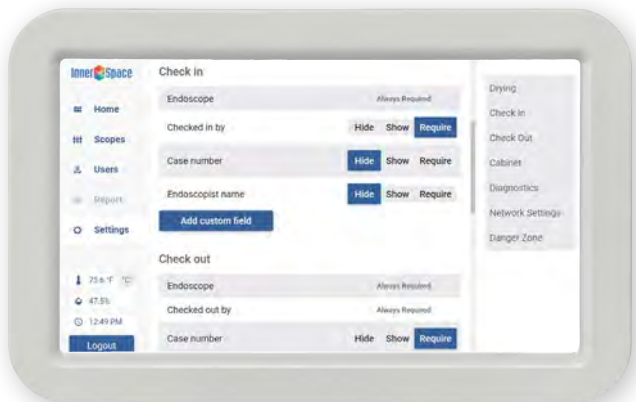 InnerSpace
Home
Scopes
Users
Report
Settings
73.6 °F °C
47.5%
12:49 PM
Logout
Check in
Endoscope Always Required
Checked in by Hide Show Require
Case number Hide Show Require
Endoscopist name Hide Show Require
Add custom field
Check out
Endoscope Always Required
Checked out by Always Required
Case number Hide Show Require
Drying
Check In
Check Out
Cabinet
Diagnostics
Network Settings
Danger Zone